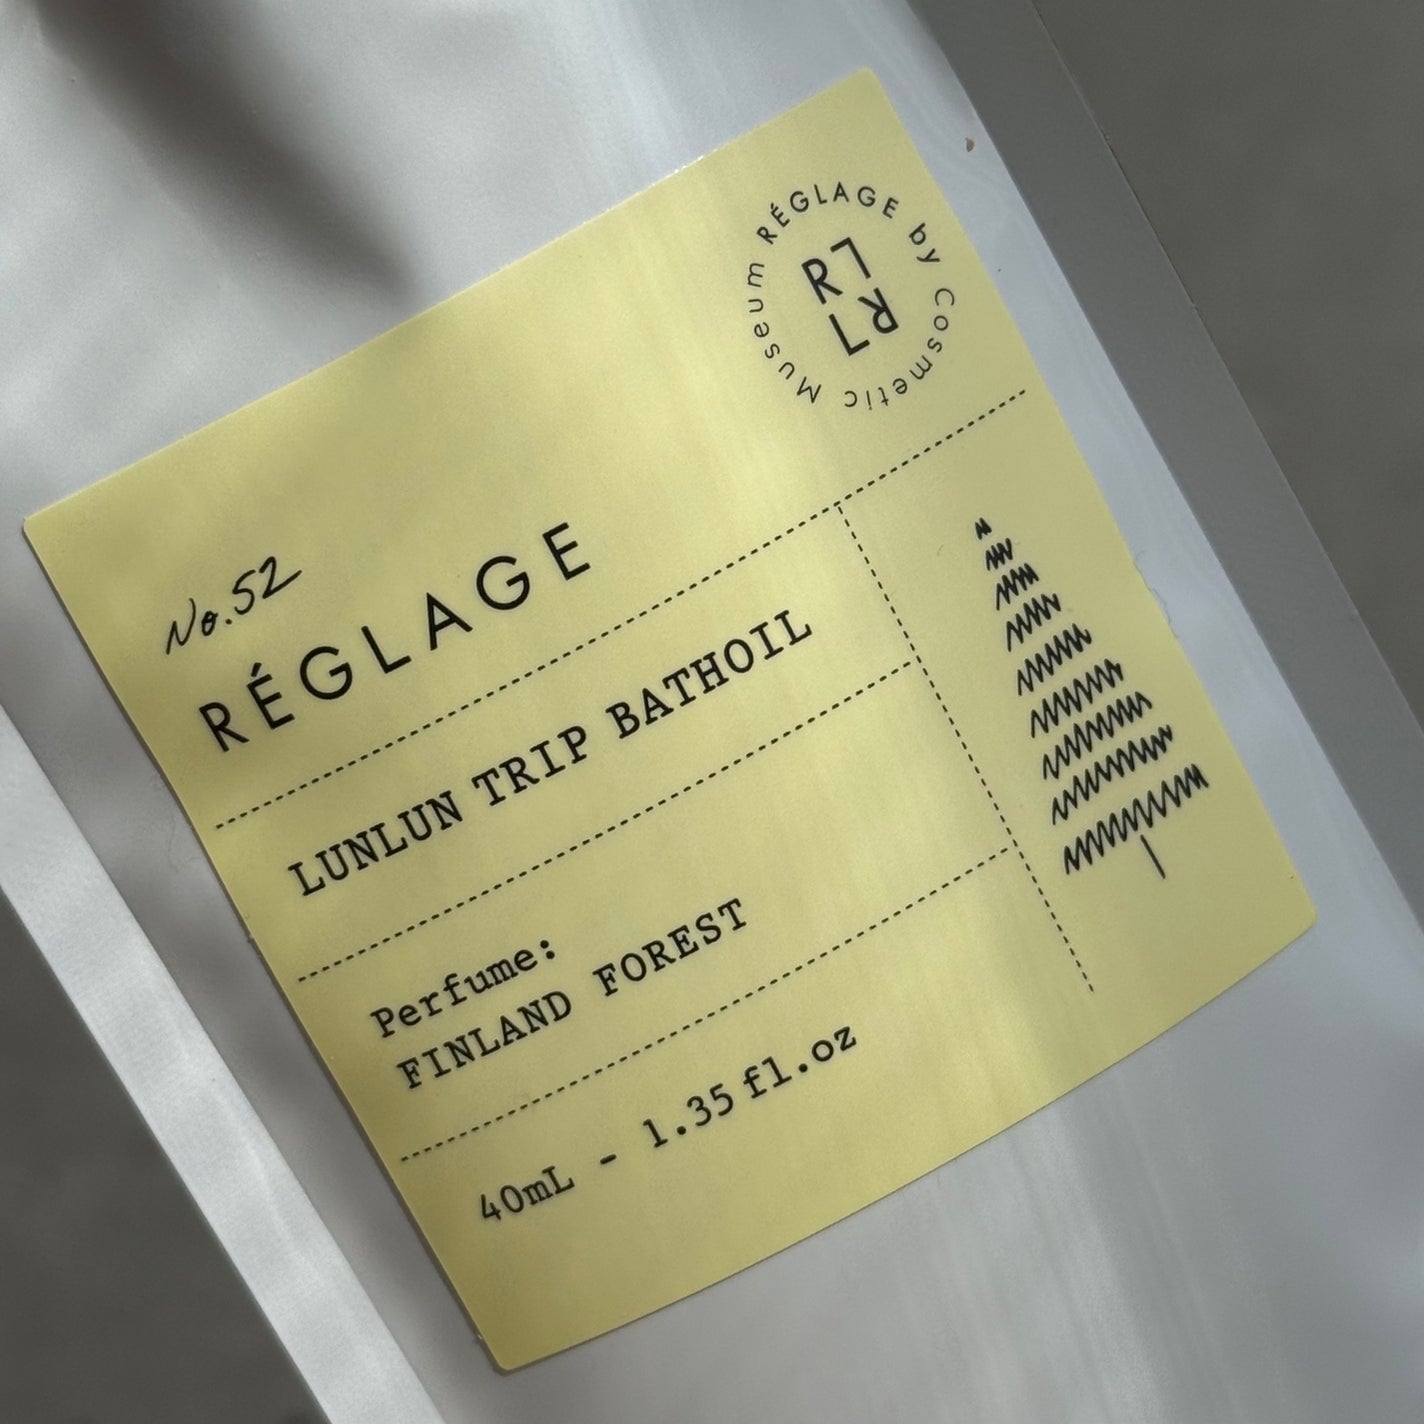 RÉGLAGE by Cosmetic Museum
RL
RL
No.52
RÉGLAGE
LUNLUN TRIP BATHOIL
Perfume:
FINLAND FOREST
40mL - 1.35 fl.oz